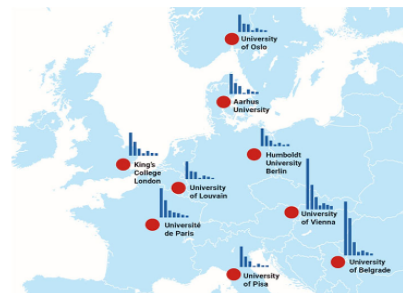 University
of Oslo
Aarhus
University
King's
College
London
Humboldt
University
Berlin
University
of Louvain
Université
de Paris
University
of Vienna
University
of Belgrade
University
of Pisa